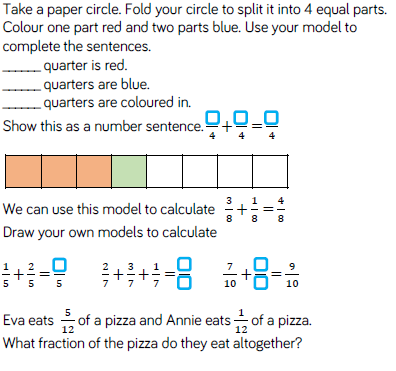 Take a paper circle. Fold your circle to split it into 4 equal parts.
Colour one part red and two parts blue. Use your model to
complete the sentences.
______ quarter is red.
______ quarters are blue.
______ quarters are coloured in.
Show this as a number sentence. □/4 + □/4 = □/4
We can use this model to calculate 3/8 + 1/8 = 4/8
Draw your own models to calculate
1/5 + 2/5 = □/5 2/7 + 3/7 + 1/7 = □/□ 7/10 + □/□ = 9/10
Eva eats 5/12 of a pizza and Annie eats 1/12 of a pizza.
What fraction of the pizza do they eat altogether?